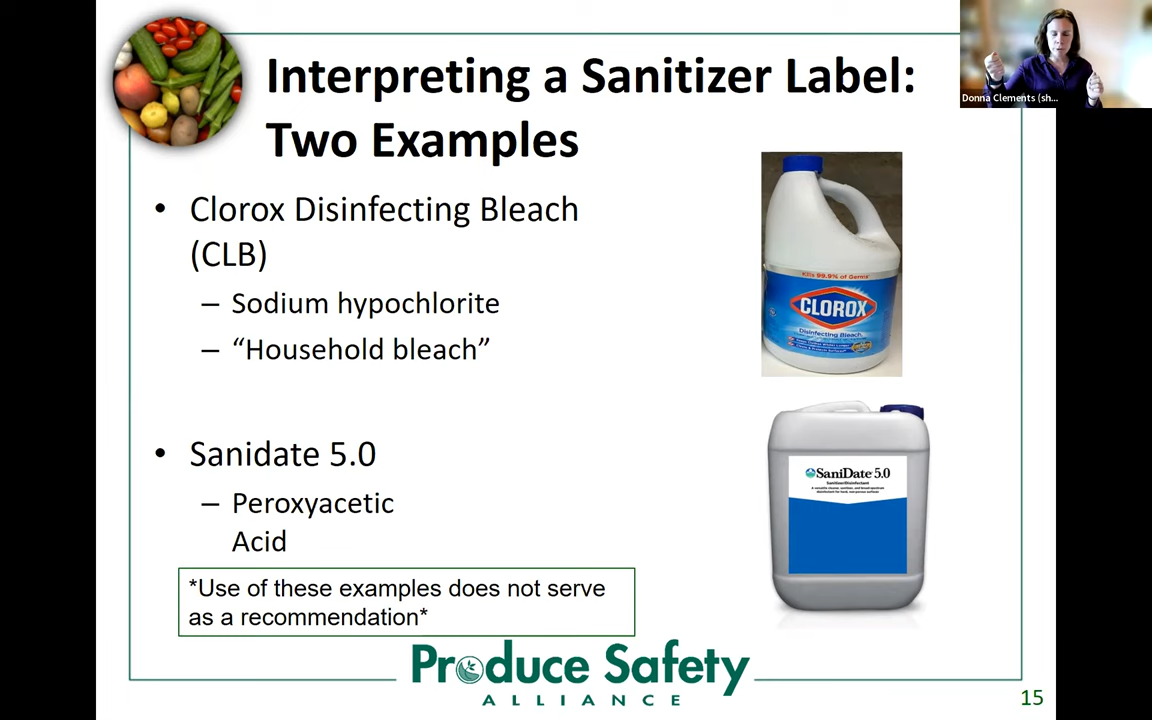 Interpreting a Sanitizer Label:
Two Examples
Donna Clements (sh...
• Clorox Disinfecting Bleach
(CLB)
– Sodium hypochlorite
– “Household bleach”
Kills 99.9% of Germs
CLOROX
Disinfecting Bleach
• Sanidate 5.0
– Peroxyacetic
Acid
SaniDate 5.0
Sanitizer/Disinfectant
*Use of these examples does not serve
as a recommendation*
Produce Safety
ALLIANCE
15